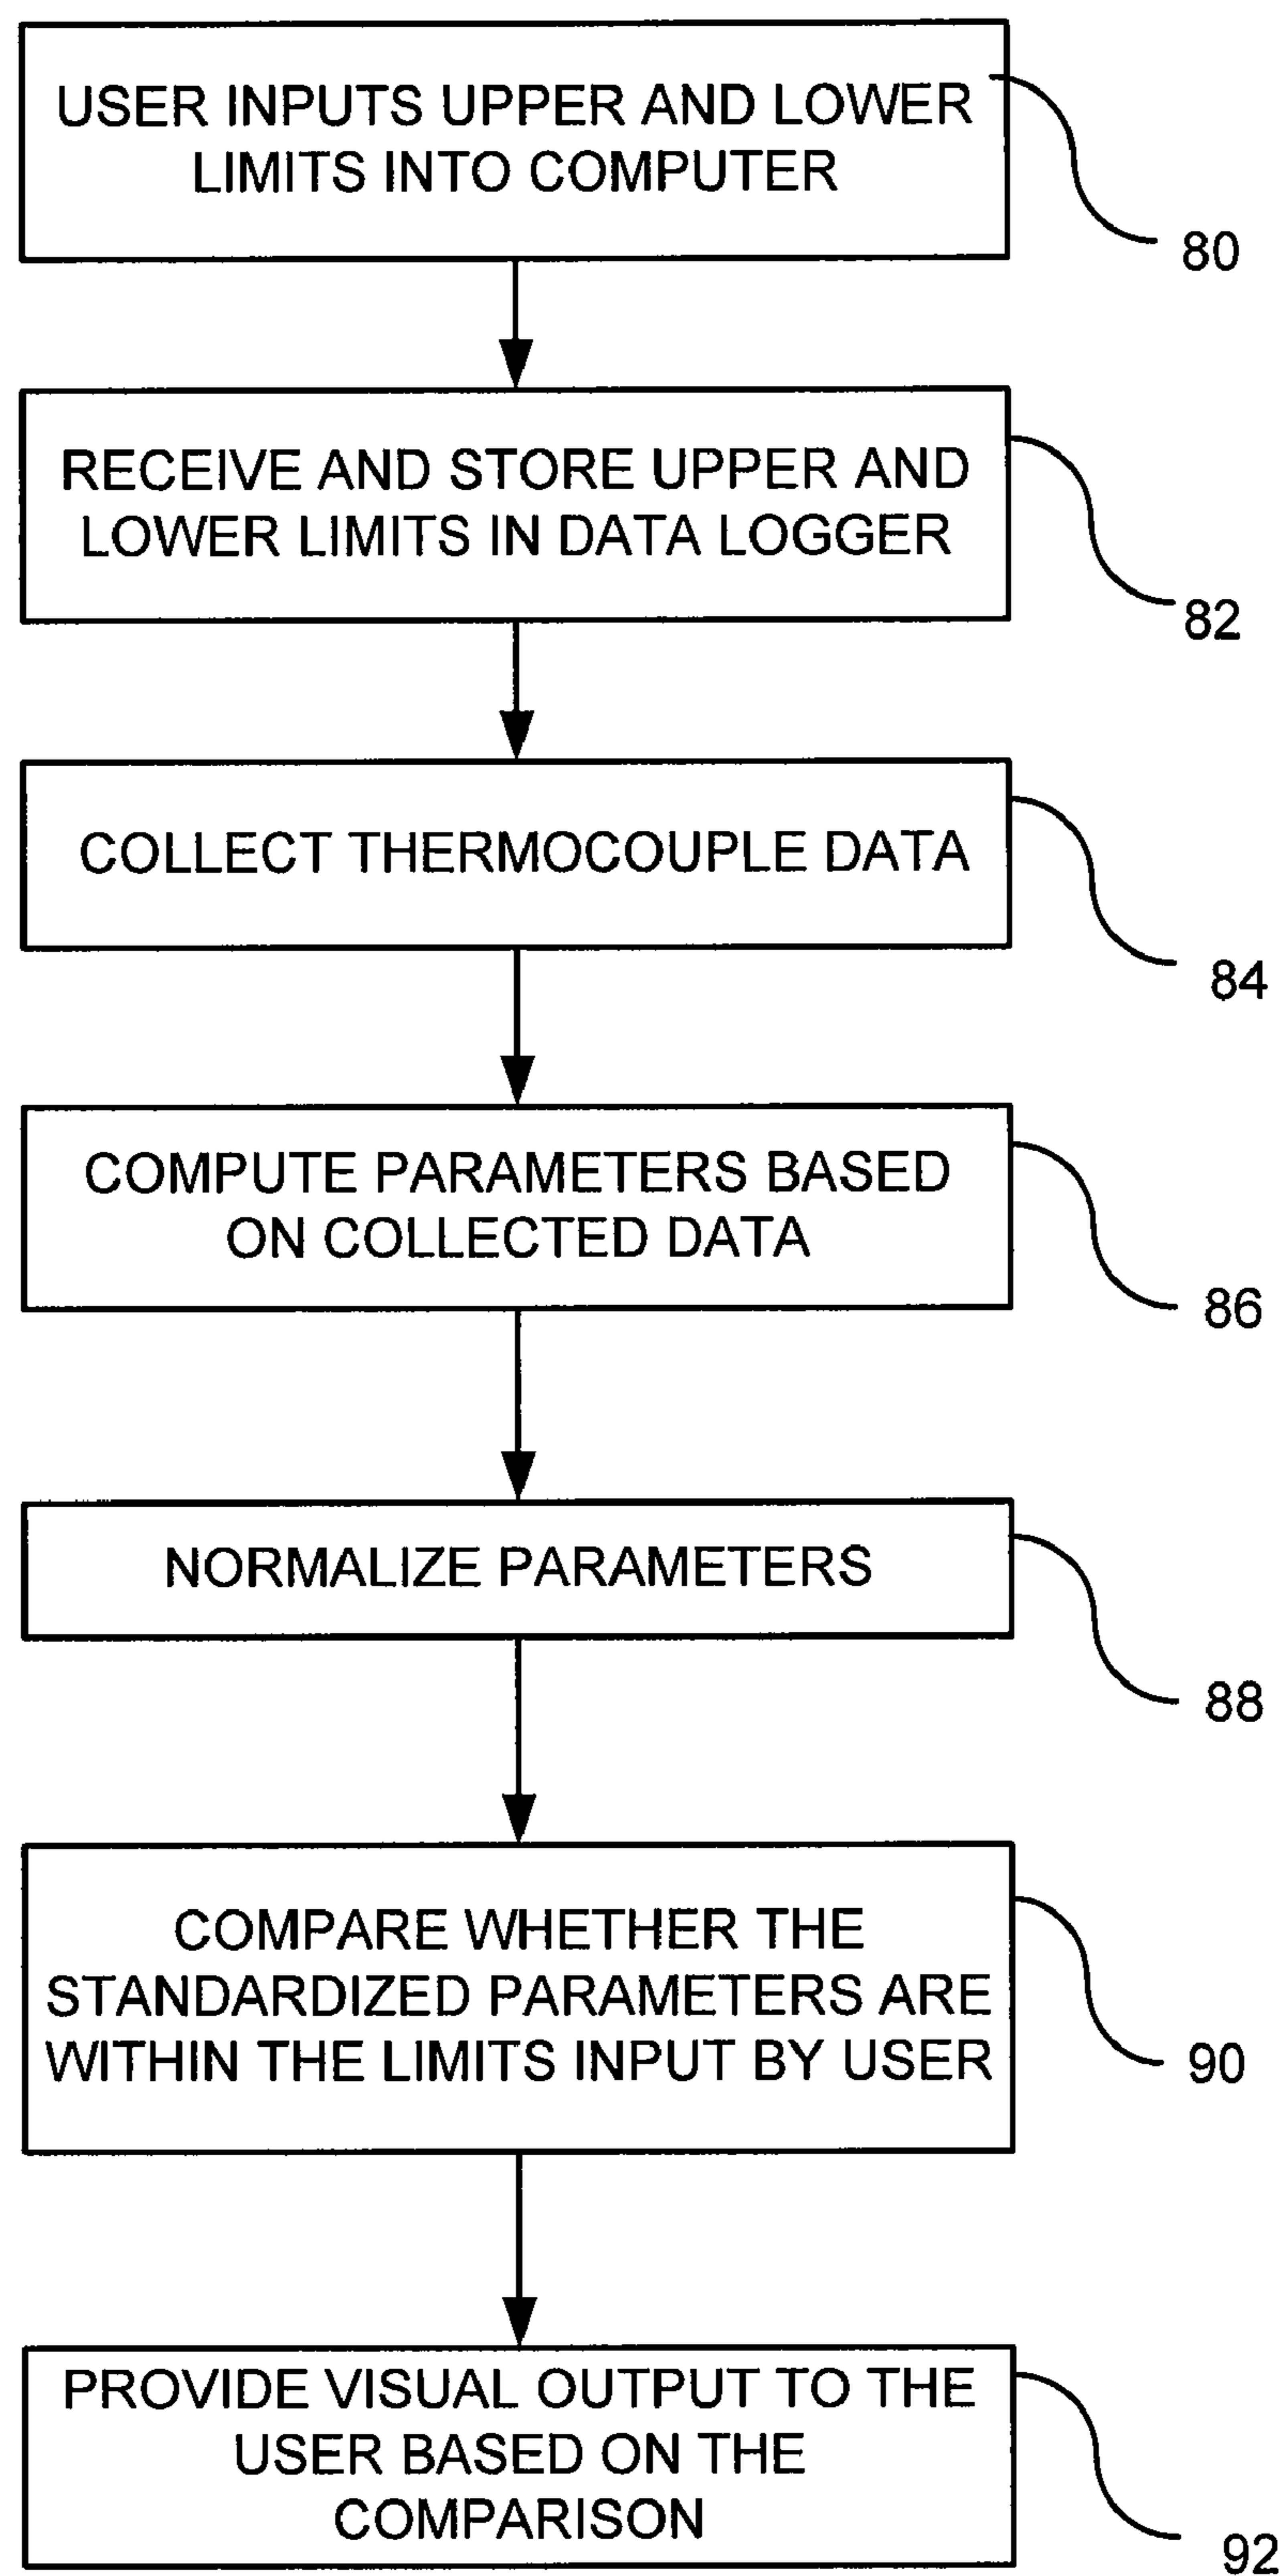 USER INPUTS UPPER AND LOWER
LIMITS INTO COMPUTER
80
RECEIVE AND STORE UPPER AND
LOWER LIMITS IN DATA LOGGER
82
COLLECT THERMOCOUPLE DATA
84
COMPUTE PARAMETERS BASED
ON COLLECTED DATA
86
NORMALIZE PARAMETERS
88
COMPARE WHETHER THE
STANDARDIZED PARAMETERS ARE
WITHIN THE LIMITS INPUT BY USER
90
PROVIDE VISUAL OUTPUT TO THE
USER BASED ON THE
COMPARISON
92